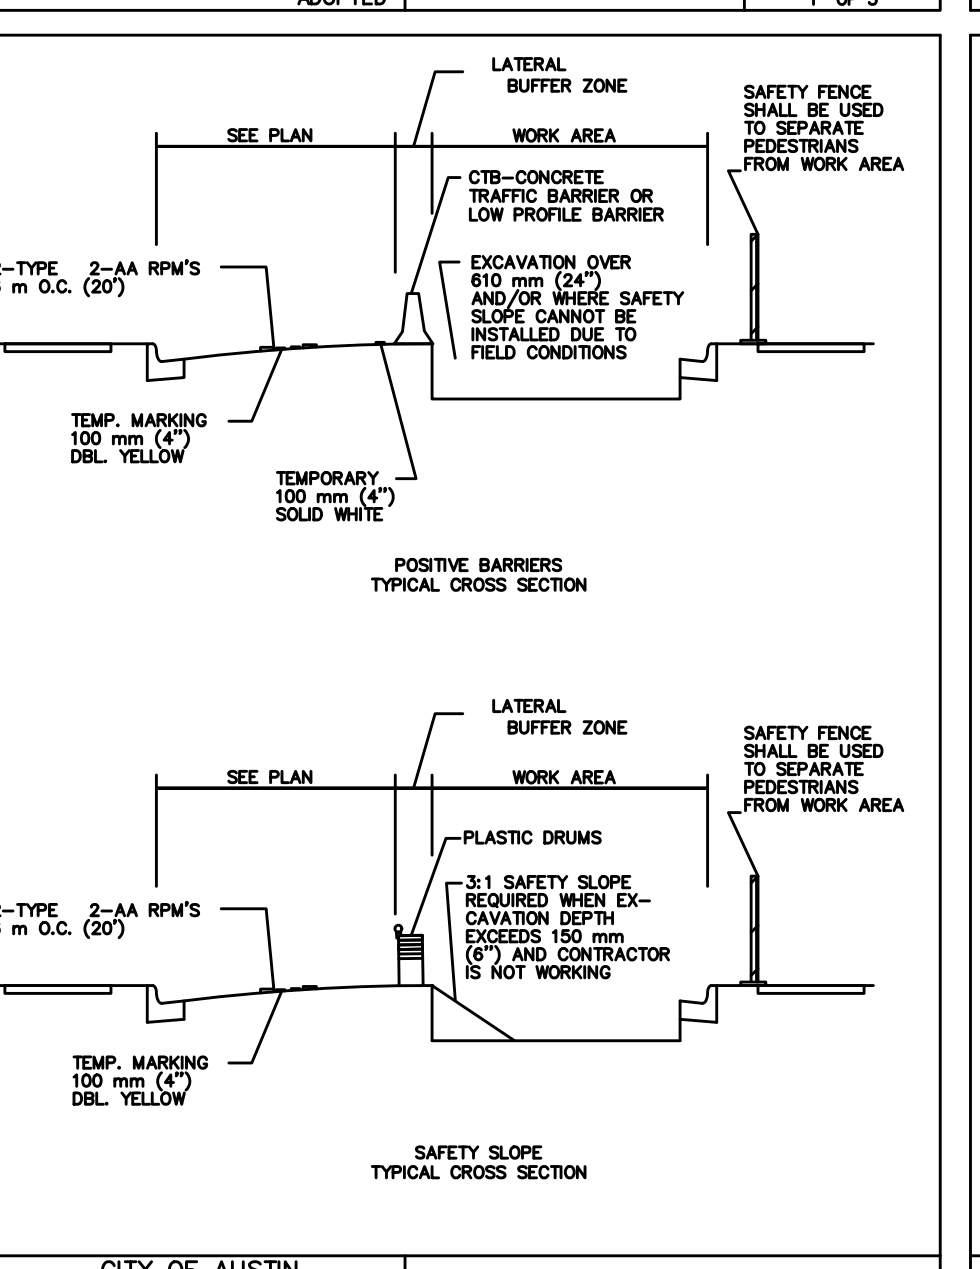 ADOPTED
LATERAL
BUFFER ZONE
SEE PLAN
WORK AREA
SAFETY FENCE
SHALL BE USED
TO SEPARATE
PEDESTRIANS
FROM WORK AREA
CTB-CONCRETE
TRAFFIC BARRIER OR
LOW PROFILE BARRIER
-TYPE 2-AA RPM'S
m O.C. (20')
EXCAVATION OVER
610 mm (24")
AND/OR WHERE SAFETY
SLOPE CANNOT BE
INSTALLED DUE TO
FIELD CONDITIONS
TEMP. MARKING
100 mm (4")
DBL. YELLOW
TEMPORARY
100 mm (4")
SOLID WHITE
POSITIVE BARRIERS
TYPICAL CROSS SECTION
LATERAL
BUFFER ZONE
SEE PLAN
WORK AREA
SAFETY FENCE
SHALL BE USED
TO SEPARATE
PEDESTRIANS
FROM WORK AREA
PLASTIC DRUMS
-TYPE 2-AA RPM'S
m O.C. (20')
3:1 SAFETY SLOPE
REQUIRED WHEN EX-
CAVATION DEPTH
EXCEEDS 150 mm
(6") AND CONTRACTOR
IS NOT WORKING
TEMP. MARKING
100 mm (4")
DBL. YELLOW
SAFETY SLOPE
TYPICAL CROSS SECTION
CITY OF AUSTIN